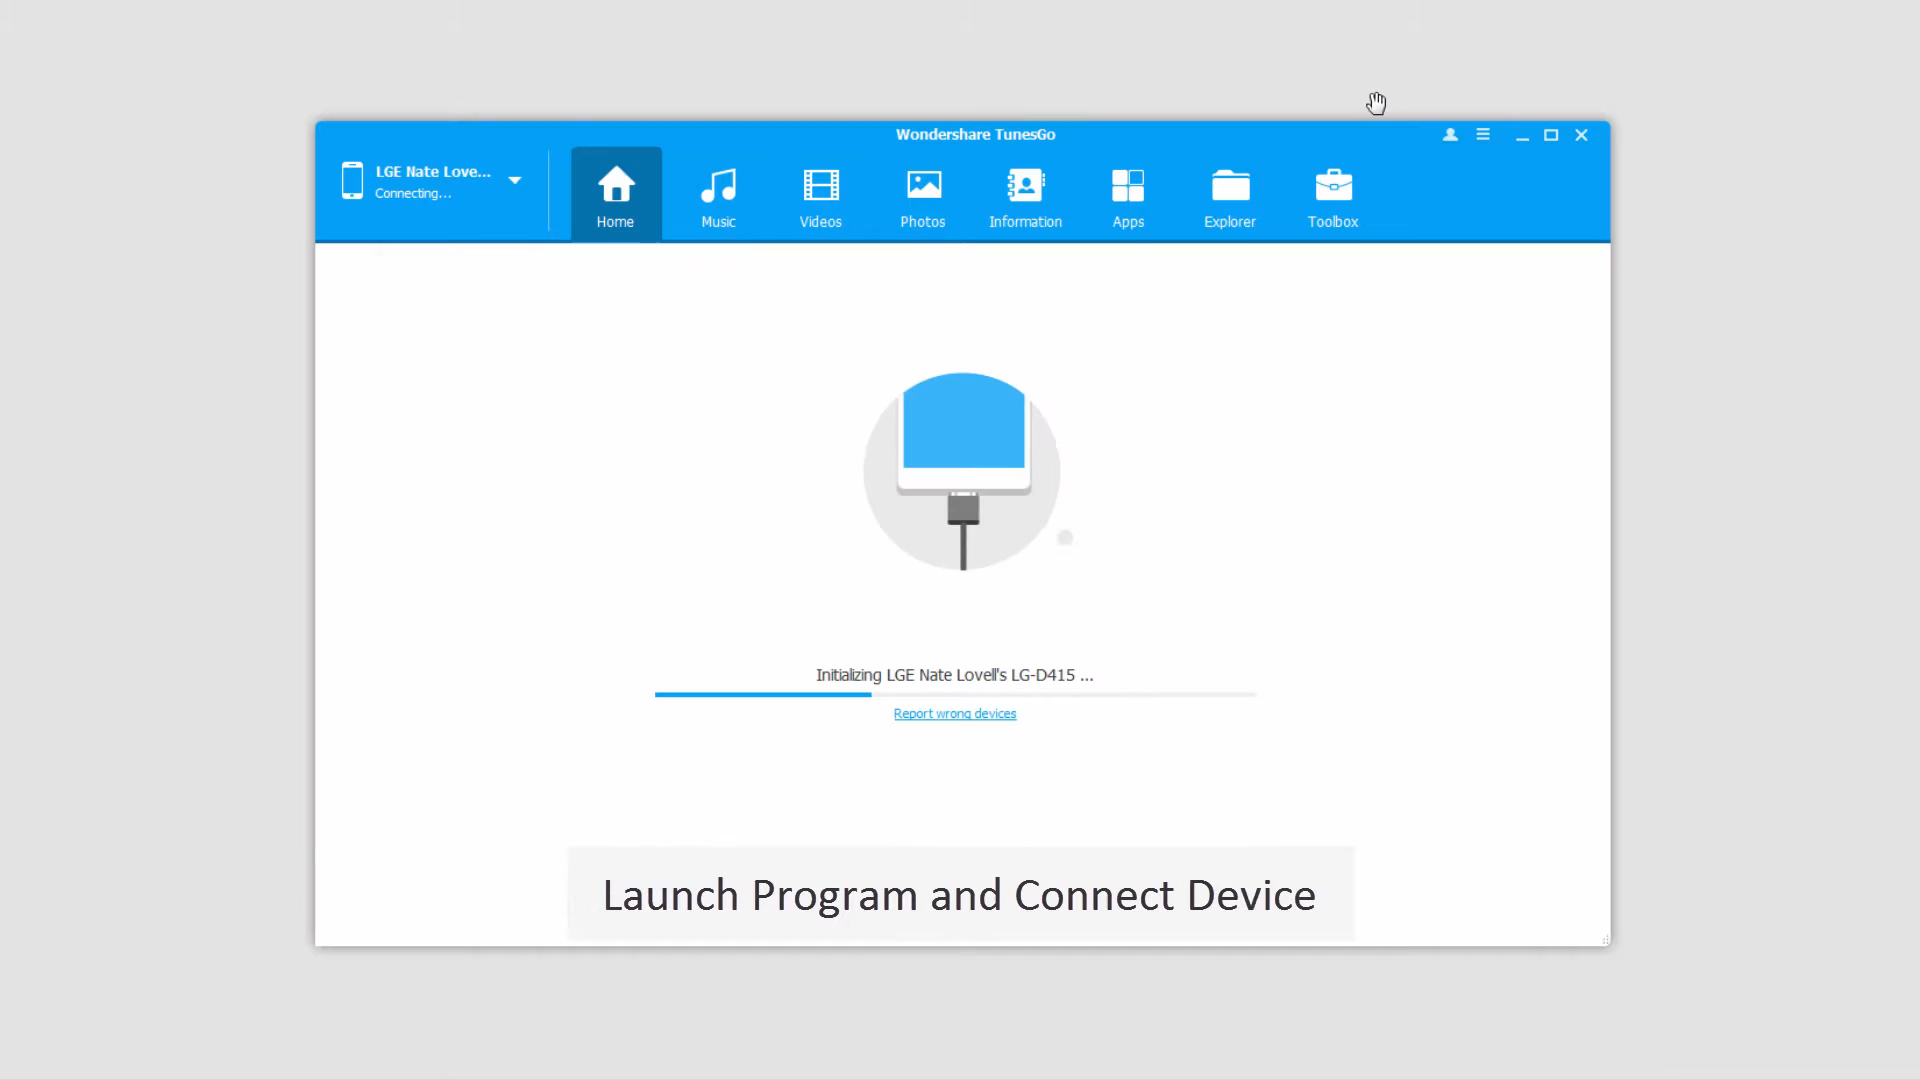 Wondershare TunesGo
LGE Nate Love...
Connecting...
Home
Music
Videos
Photos
Information
Apps
Explorer
Toolbox
Initializing LGE Nate Lovell's LG-D415 ...
Report wrong devices
Launch Program and Connect Device